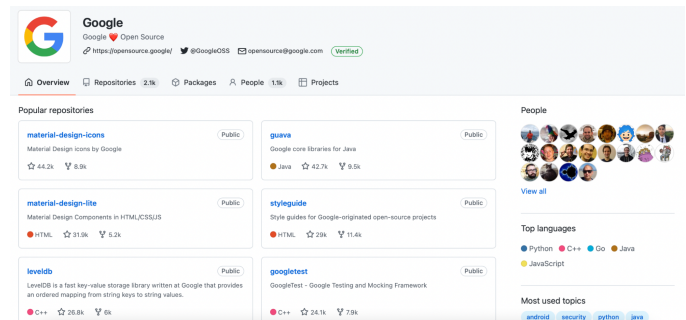 Google
Google ❤️ Open Source
https://opensource.google/ @GoogleOSS opensource@google.com Verified
Overview Repositories 2.1k Packages People 1.1k Projects
Popular repositories
material-design-icons Public
Material Design icons by Google
44.2k 8.9k
guava Public
Google core libraries for Java
Java 42.7k 9.5k
material-design-lite Public
Material Design Components in HTML/CSS/JS
HTML 31.9k 5.2k
styleguide Public
Style guides for Google-originated open-source projects
HTML 29k 11.4k
leveldb Public
LevelDB is a fast key-value storage library written at Google that provides
an ordered mapping from string keys to string values.
C++ 26.8k 6k
googletest Public
GoogleTest - Google Testing and Mocking Framework
C++ 24.1k 7.9k
People
View all
Top languages
Python C++ Go Java
JavaScript
Most used topics
android security python java